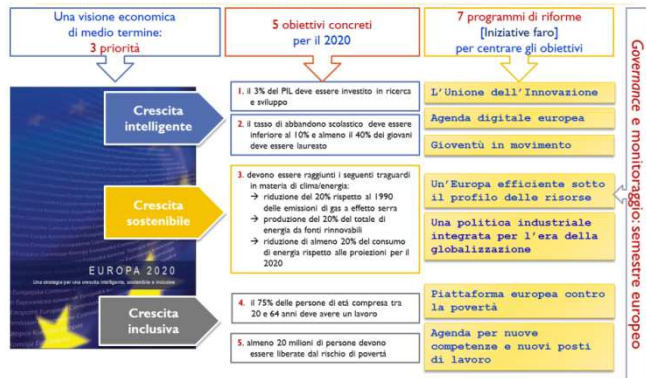 Una visione economica
di medio termine:
3 priorità
5 obiettivi concreti
per il 2020
7 programmi di riforme
[Iniziative faro]
per centrare gli obiettivi
Crescita
intelligente
1. il 3% del PIL deve essere investito in ricerca
e sviluppo
2. il tasso di abbandono scolastico deve essere
inferiore al 10% e almeno il 40% dei giovani
deve essere laureato
L'Unione dell'Innovazione
Agenda digitale europea
Gioventù in movimento
Crescita
sostenibile
3. devono essere raggiunti i seguenti traguardi
in materia di clima/energia:
→ riduzione del 20% rispetto al 1990
delle emissioni di gas a effetto serra
→ produzione del 20% del totale di
energia da fonti rinnovabili
→ riduzione di almeno 20% del consumo
di energia rispetto alle proiezioni per il
2020
Un'Europa efficiente sotto
il profilo delle risorse
Una politica industriale
integrata per l'era della
globalizzazione
EUROPA 2020
Una strategia per una crescita intelligente, sostenibile e inclusiva
Crescita
inclusiva
4. il 75% delle persone di età compresa tra
20 e 64 anni deve avere un lavoro
5. almeno 20 milioni di persone devono
essere liberate dal rischio di povertà
Piattaforma europea contro
la povertà
Agenda per nuove
competenze e nuovi posti
di lavoro
Governance e monitoraggio: semestre europeo